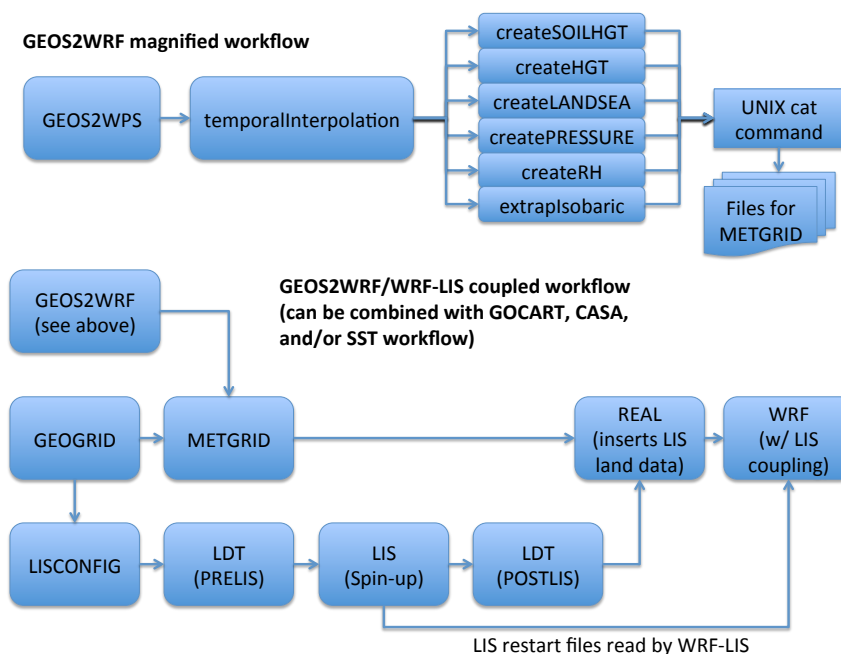 GEOS2WRF magnified workflow
GEOS2WPS
temporalInterpolation
createSOILHGT
createHGT
createLANDSEA
createPRESSURE
createRH
extrapIsobaric
UNIX cat
command
Files for
METGRID
GEOS2WRF/WRF-LIS coupled workflow
(can be combined with GOCART, CASA,
and/or SST workflow)
GEOS2WRF
(see above)
GEOGRID
METGRID
REAL
(inserts LIS
land data)
WRF
(w/ LIS
coupling)
LISCONFIG
LDT
(PRELIS)
LIS
(Spin-up)
LDT
(POSTLIS)
LIS restart files read by WRF-LIS